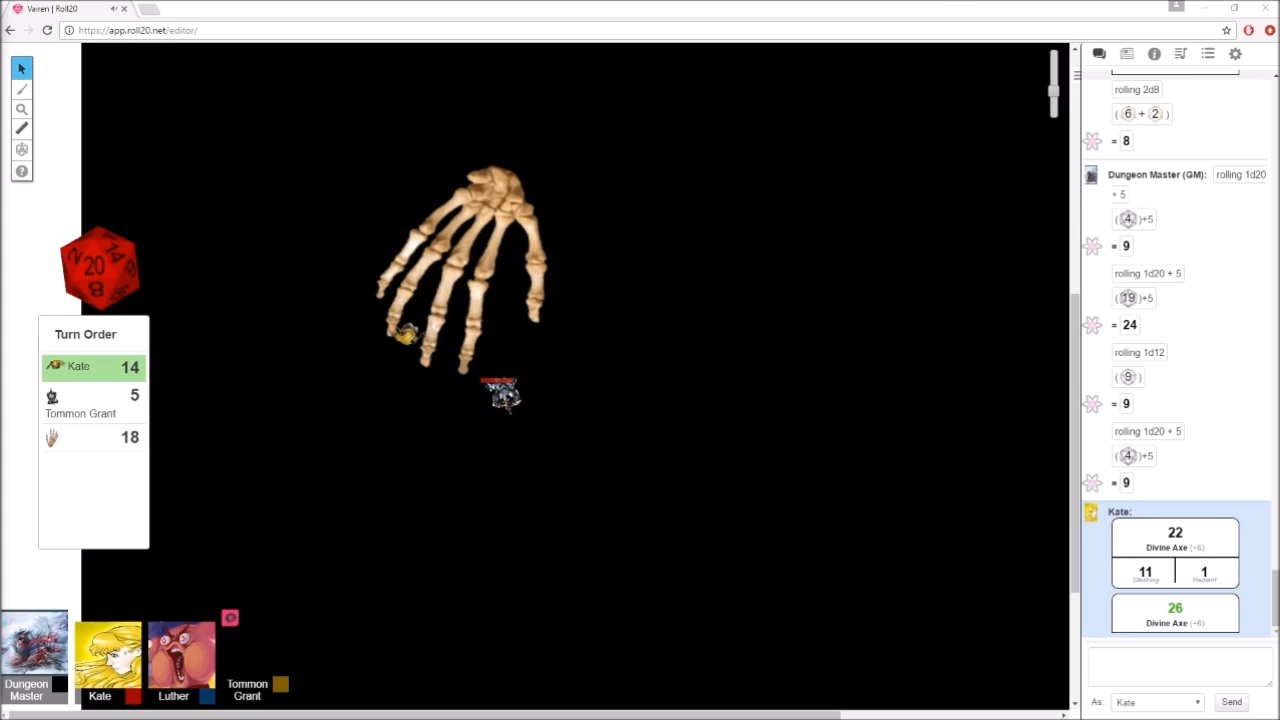 Vairen | Roll20
https://app.roll20.net/editor/
rolling 2d8
( 6 + 2 )
= 8
Dungeon Master (GM): rolling 1d20
+ 5
( 4 )+5
= 9
rolling 1d20 + 5
( 19 )+5
= 24
rolling 1d12
( 9 )
= 9
rolling 1d20 + 5
( 4 )+5
= 9
Kate:
22
Divine Axe (+6)
11 1
Slashing Radiant
26
Divine Axe (+6)
As: Kate Send
20
8
Turn Order
Kate 14
5
Tommon Grant
18
Dungeon
Master
Kate
Luther
Tommon
Grant